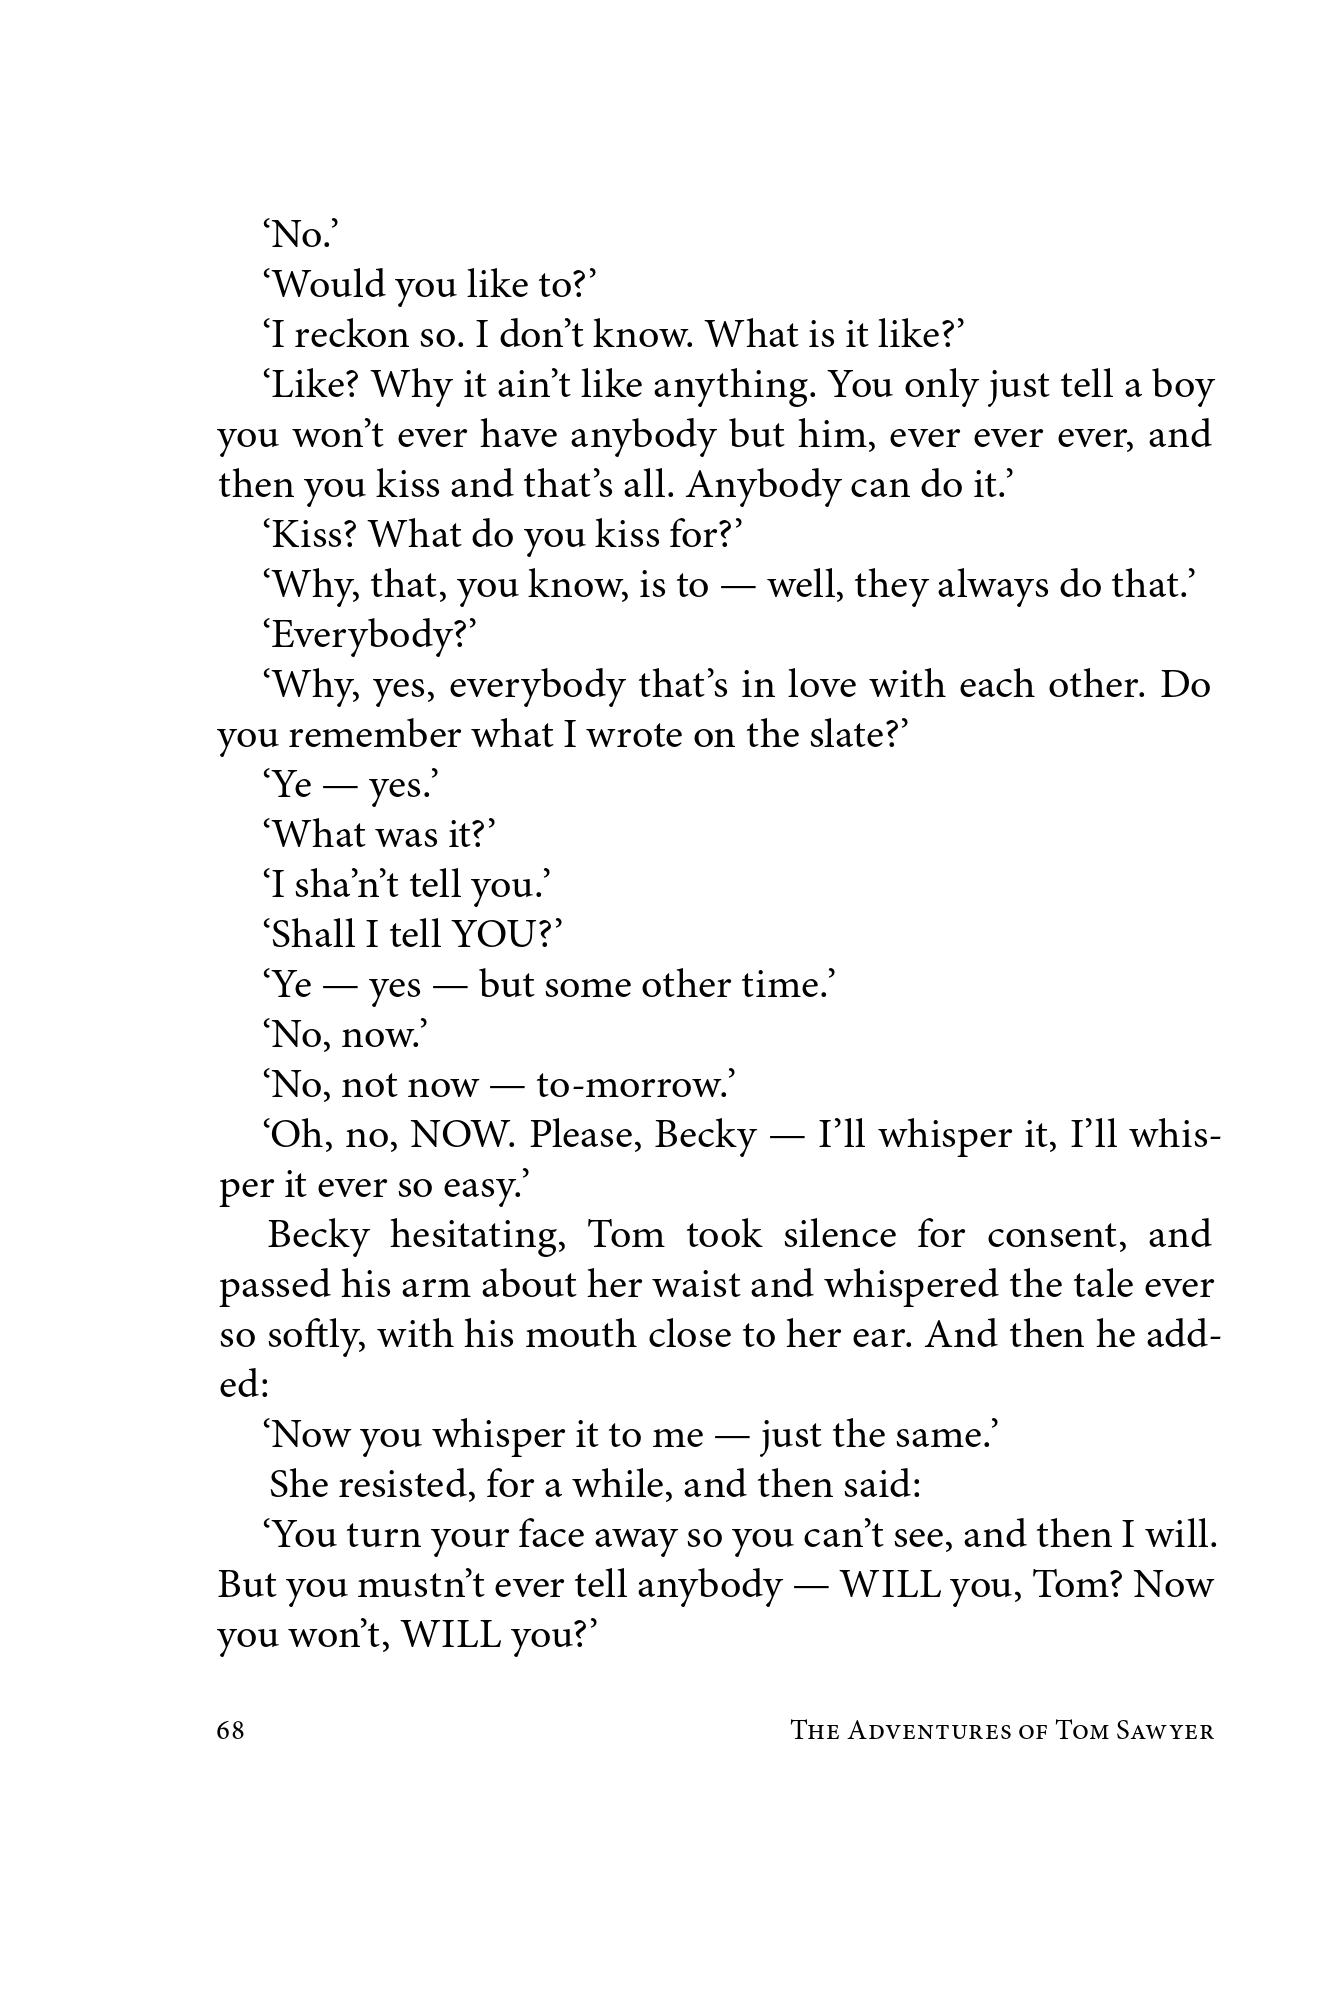 ‘No.’
‘Would you like to?’
‘I reckon so. I don’t know. What is it like?’
‘Like? Why it ain’t like anything. You only just tell a boy
you won’t ever have anybody but him, ever ever ever, and
then you kiss and that’s all. Anybody can do it.’
‘Kiss? What do you kiss for?’
‘Why, that, you know, is to — well, they always do that.’
‘Everybody?’
‘Why, yes, everybody that’s in love with each other. Do
you remember what I wrote on the slate?’
‘Ye — yes.’
‘What was it?’
‘I sha’n’t tell you.’
‘Shall I tell YOU?’
‘Ye — yes — but some other time.’
‘No, now.’
‘No, not now — to-morrow.’
‘Oh, no, NOW. Please, Becky — I’ll whisper it, I’ll whis-
per it ever so easy.’
Becky hesitating, Tom took silence for consent, and
passed his arm about her waist and whispered the tale ever
so softly, with his mouth close to her ear. And then he add-
ed:
‘Now you whisper it to me — just the same.’
She resisted, for a while, and then said:
‘You turn your face away so you can’t see, and then I will.
But you mustn’t ever tell anybody — WILL you, Tom? Now
you won’t, WILL you?’
68 The Adventures of Tom Sawyer